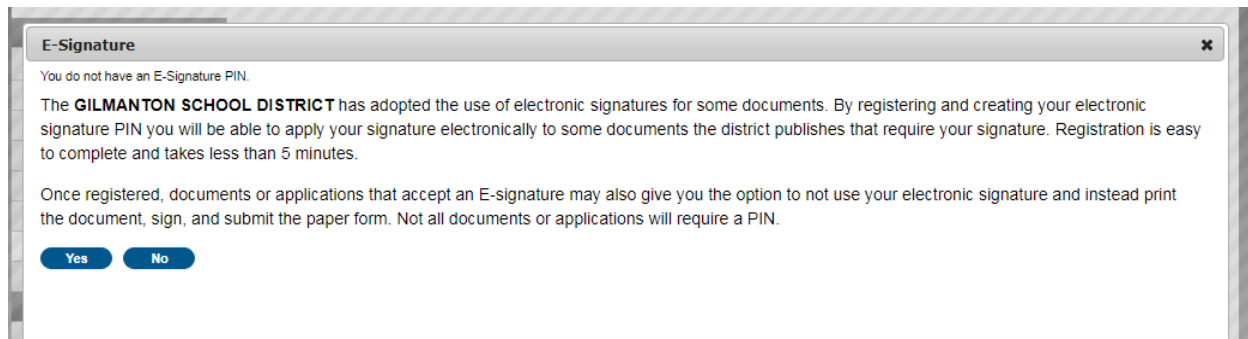 E-Signature
You do not have an E-Signature PIN.
The GILMANTON SCHOOL DISTRICT has adopted the use of electronic signatures for some documents. By registering and creating your electronic
signature PIN you will be able to apply your signature electronically to some documents the district publishes that require your signature. Registration is easy
to complete and takes less than 5 minutes.
Once registered, documents or applications that accept an E-signature may also give you the option to not use your electronic signature and instead print
the document, sign, and submit the paper form. Not all documents or applications will require a PIN.
Yes No